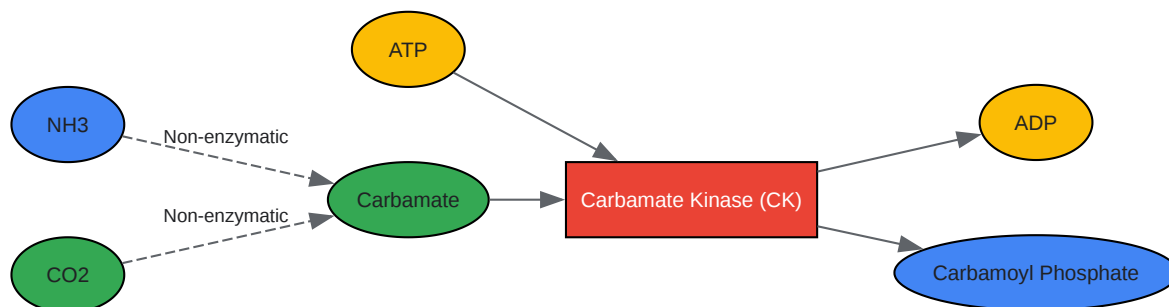 ATP
NH3
Non-enzymatic
ADP
Carbamate
Carbamate Kinase (CK)
Non-enzymatic
CO2
Carbamoyl Phosphate